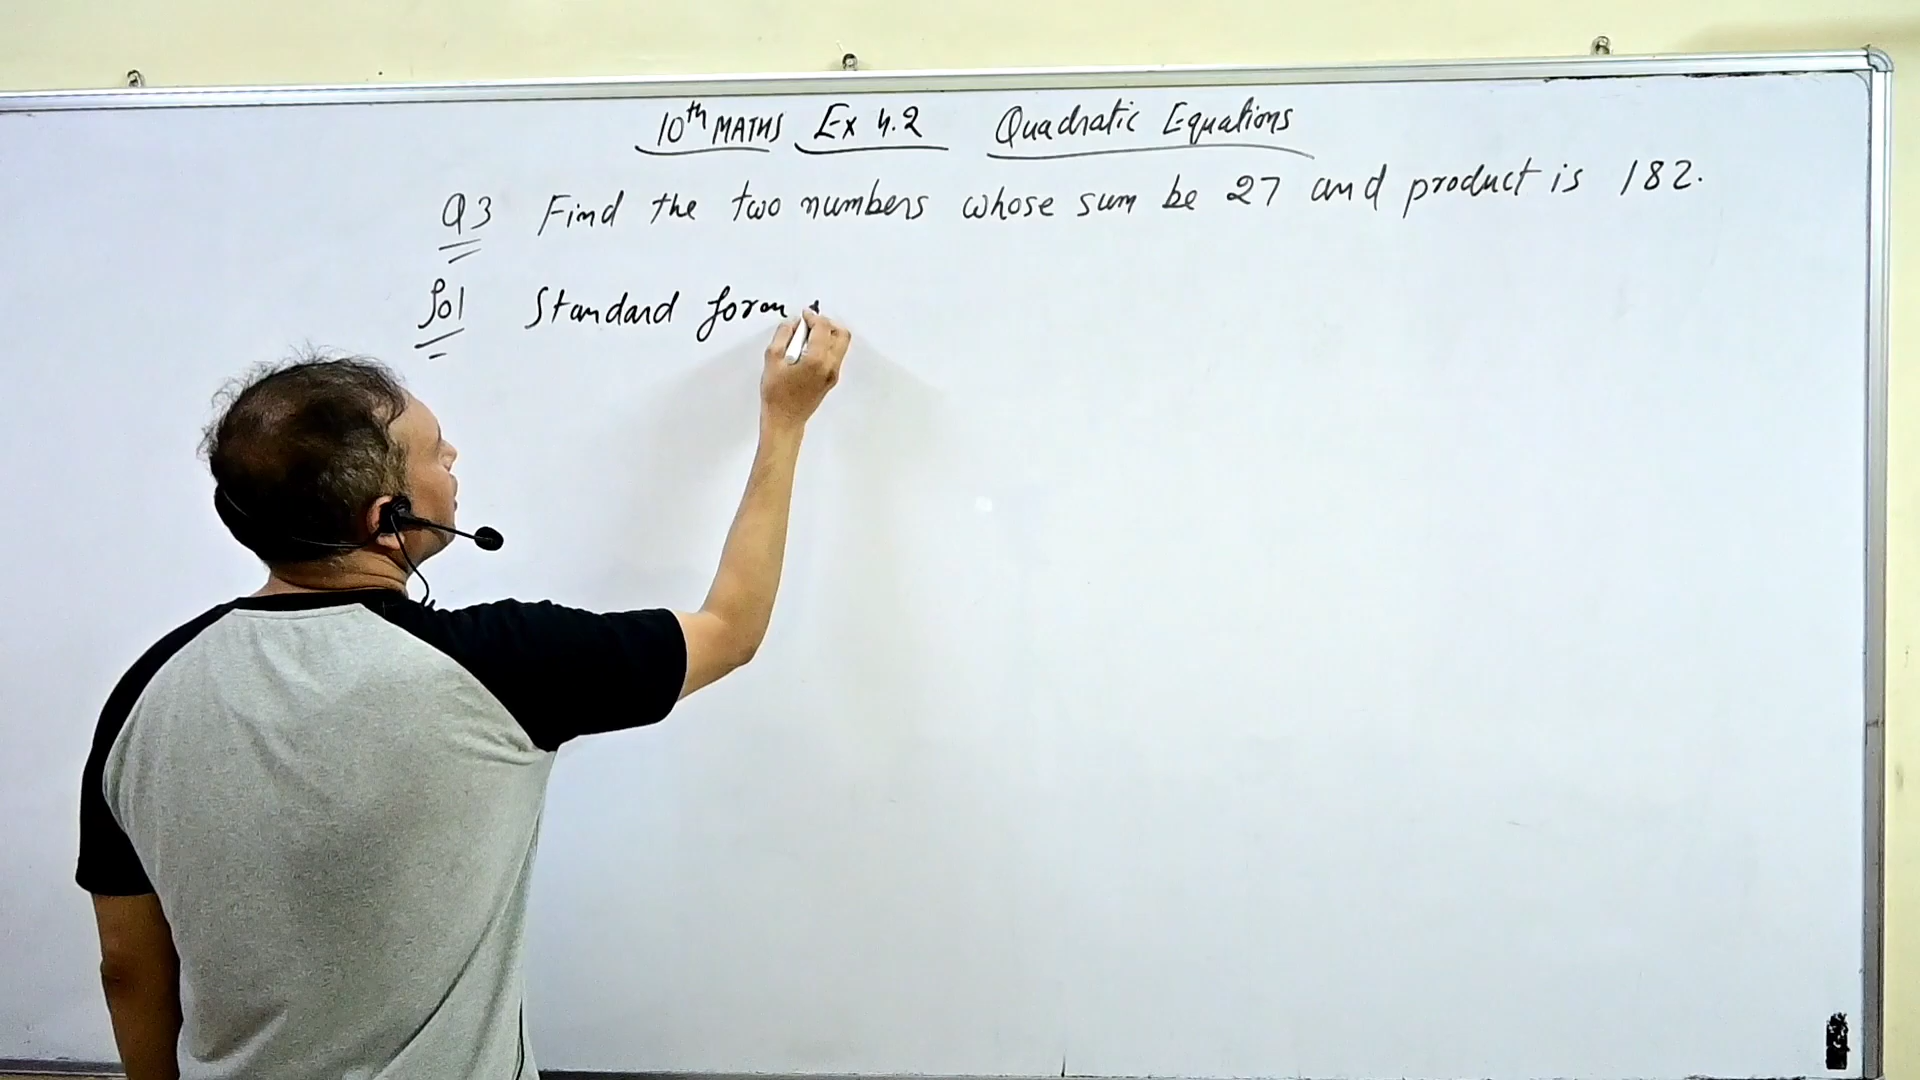 10th MATHS Ex 4.2 Quadratic Equations
Q3 Find the two numbers whose sum be 27 and product is 182.
Sol Standard form